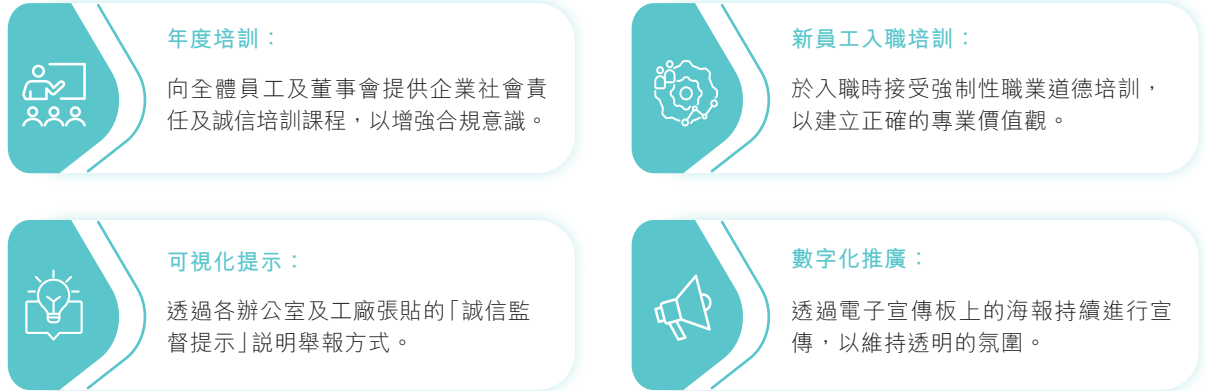 年度培訓：
向全體員工及董事會提供企業社會責
任及誠信培訓課程，以增強合規意識。
新員工入職培訓：
於入職時接受強制性職業道德培訓，
以建立正確的專業價值觀。
可視化提示：
透過各辦公室及工廠張貼的「誠信監
督提示」説明舉報方式。
數字化推廣：
透過電子宣傳板上的海報持續進行宣
傳，以維持透明的氛圍。